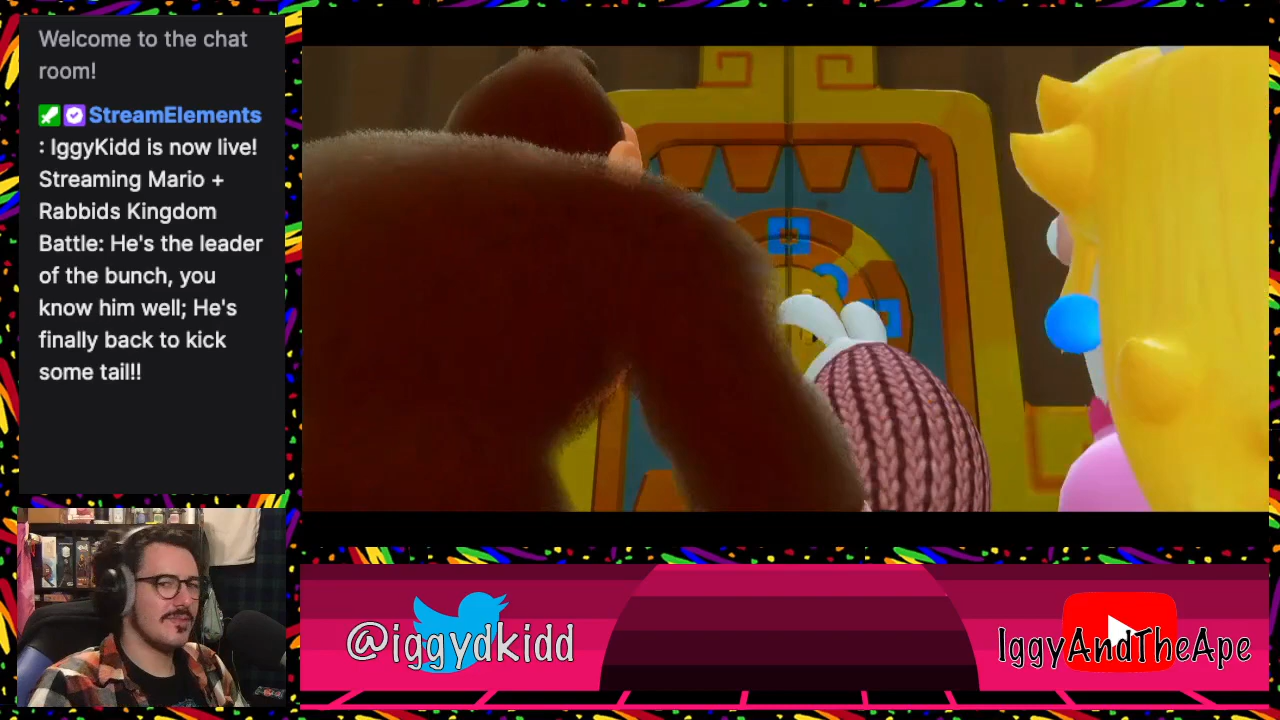 Welcome to the chat
room!
StreamElements
: IggyKidd is now live!
Streaming Mario +
Rabbids Kingdom
Battle: He's the leader
of the bunch, you
know him well; He's
finally back to kick
some tail!!
@iggydkidd
IggyAndTheApe